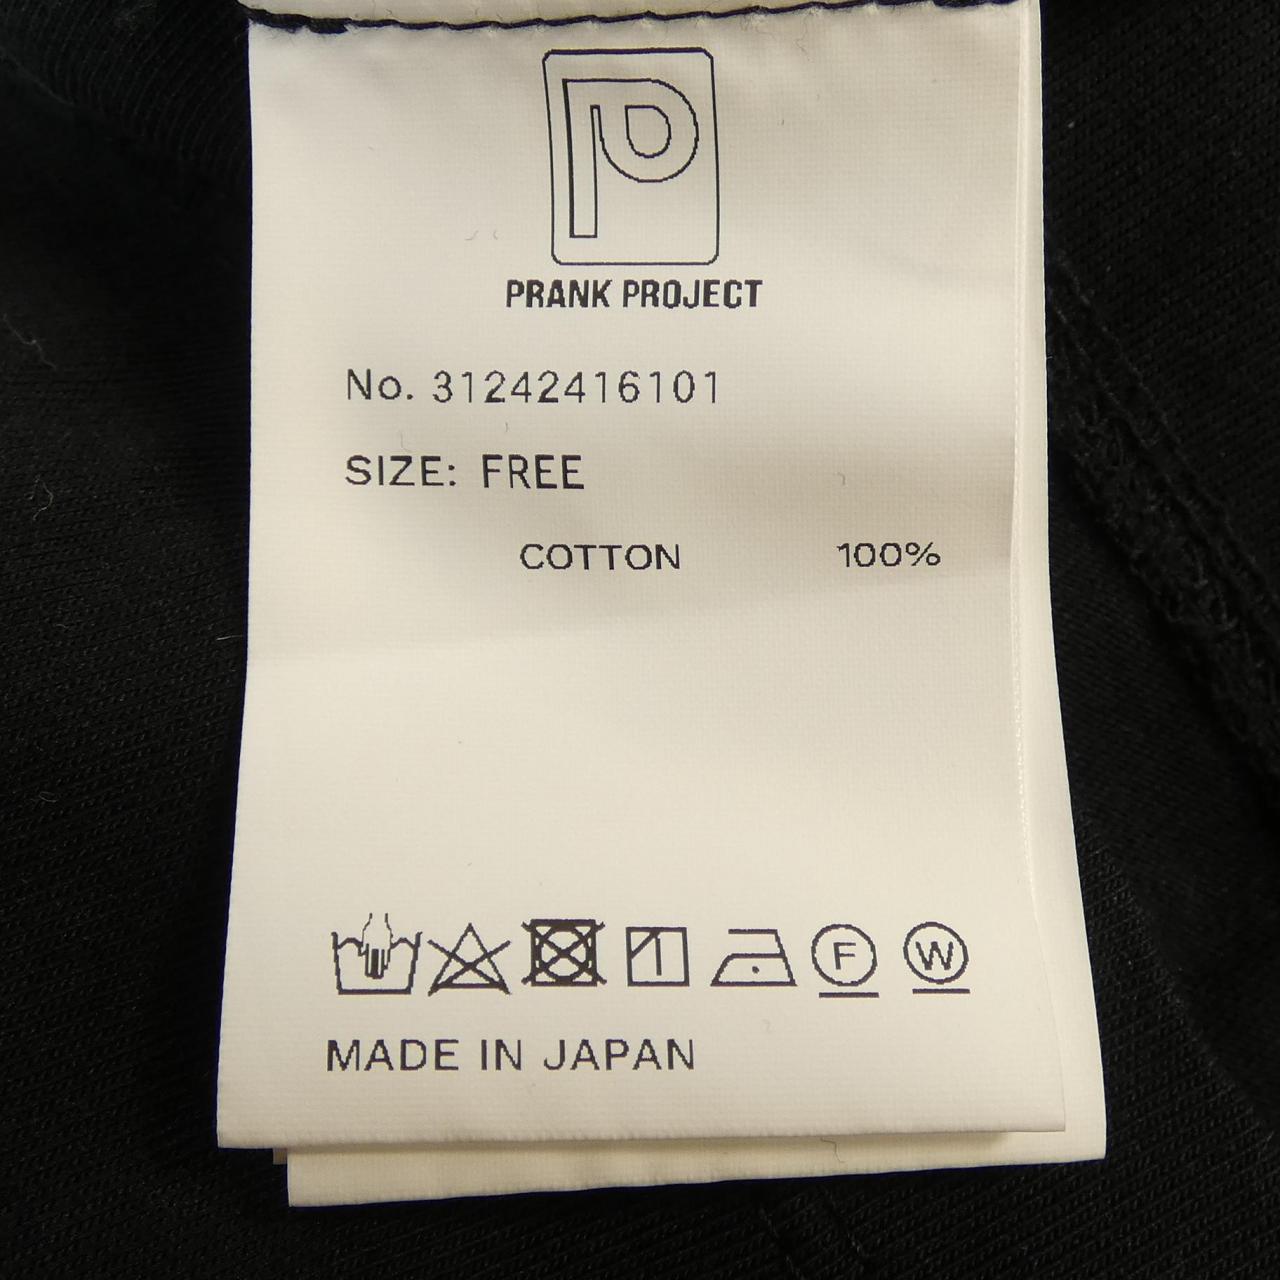 PRANK PROJECT
No. 31242416101
SIZE: FREE
COTTON 100%
F W
MADE IN JAPAN